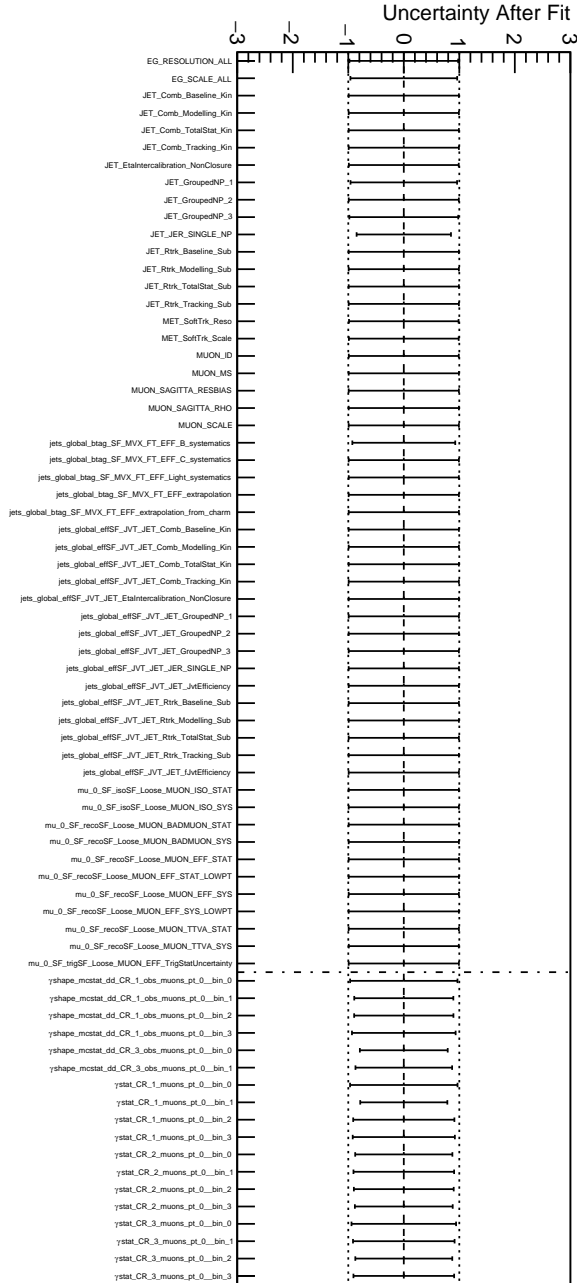 Uncertainty After Fit
−3
−2
−1
0
1
2
3
EG_RESOLUTION_ALL
EG_SCALE_ALL
JET_Comb_Baseline_Kin
JET_Comb_Modelling_Kin
JET_Comb_TotalStat_Kin
JET_Comb_Tracking_Kin
JET_EtaIntercalibration_NonClosure
JET_GroupedNP_1
JET_GroupedNP_2
JET_GroupedNP_3
JET_JER_SINGLE_NP
JET_Rtrk_Baseline_Sub
JET_Rtrk_Modelling_Sub
JET_Rtrk_TotalStat_Sub
JET_Rtrk_Tracking_Sub
MET_SoftTrk_Reso
MET_SoftTrk_Scale
MUON_ID
MUON_MS
MUON_SAGITTA_RESBIAS
MUON_SAGITTA_RHO
MUON_SCALE
jets_global_btag_SF_MVX_FT_EFF_B_systematics
jets_global_btag_SF_MVX_FT_EFF_C_systematics
jets_global_btag_SF_MVX_FT_EFF_Light_systematics
jets_global_btag_SF_MVX_FT_EFF_extrapolation
jets_global_btag_SF_MVX_FT_EFF_extrapolation_from_charm
jets_global_effSF_JVT_JET_Comb_Baseline_Kin
jets_global_effSF_JVT_JET_Comb_Modelling_Kin
jets_global_effSF_JVT_JET_Comb_TotalStat_Kin
jets_global_effSF_JVT_JET_Comb_Tracking_Kin
jets_global_effSF_JVT_JET_EtaIntercalibration_NonClosure
jets_global_effSF_JVT_JET_GroupedNP_1
jets_global_effSF_JVT_JET_GroupedNP_2
jets_global_effSF_JVT_JET_GroupedNP_3
jets_global_effSF_JVT_JET_JER_SINGLE_NP
jets_global_effSF_JVT_JET_JvtEfficiency
jets_global_effSF_JVT_JET_Rtrk_Baseline_Sub
jets_global_effSF_JVT_JET_Rtrk_Modelling_Sub
jets_global_effSF_JVT_JET_Rtrk_TotalStat_Sub
jets_global_effSF_JVT_JET_Rtrk_Tracking_Sub
jets_global_effSF_JVT_JET_fJvtEfficiency
mu_0_SF_isoSF_Loose_MUON_ISO_STAT
mu_0_SF_isoSF_Loose_MUON_ISO_SYS
mu_0_SF_recoSF_Loose_MUON_BADMUON_STAT
mu_0_SF_recoSF_Loose_MUON_BADMUON_SYS
mu_0_SF_recoSF_Loose_MUON_EFF_STAT
mu_0_SF_recoSF_Loose_MUON_EFF_STAT_LOWPT
mu_0_SF_recoSF_Loose_MUON_EFF_SYS
mu_0_SF_recoSF_Loose_MUON_EFF_SYS_LOWPT
mu_0_SF_recoSF_Loose_MUON_TTVA_STAT
mu_0_SF_recoSF_Loose_MUON_TTVA_SYS
mu_0_SF_trigSF_Loose_MUON_EFF_TrigStatUncertainty
γshape_mcstat_dd_CR_1_obs_muons_pt_0__bin_0
γshape_mcstat_dd_CR_1_obs_muons_pt_0__bin_1
γshape_mcstat_dd_CR_1_obs_muons_pt_0__bin_2
γshape_mcstat_dd_CR_1_obs_muons_pt_0__bin_3
γshape_mcstat_dd_CR_3_obs_muons_pt_0__bin_0
γshape_mcstat_dd_CR_3_obs_muons_pt_0__bin_1
γstat_CR_1_muons_pt_0__bin_0
γstat_CR_1_muons_pt_0__bin_1
γstat_CR_1_muons_pt_0__bin_2
γstat_CR_1_muons_pt_0__bin_3
γstat_CR_2_muons_pt_0__bin_0
γstat_CR_2_muons_pt_0__bin_1
γstat_CR_2_muons_pt_0__bin_2
γstat_CR_2_muons_pt_0__bin_3
γstat_CR_3_muons_pt_0__bin_0
γstat_CR_3_muons_pt_0__bin_1
γstat_CR_3_muons_pt_0__bin_2
γstat_CR_3_muons_pt_0__bin_3